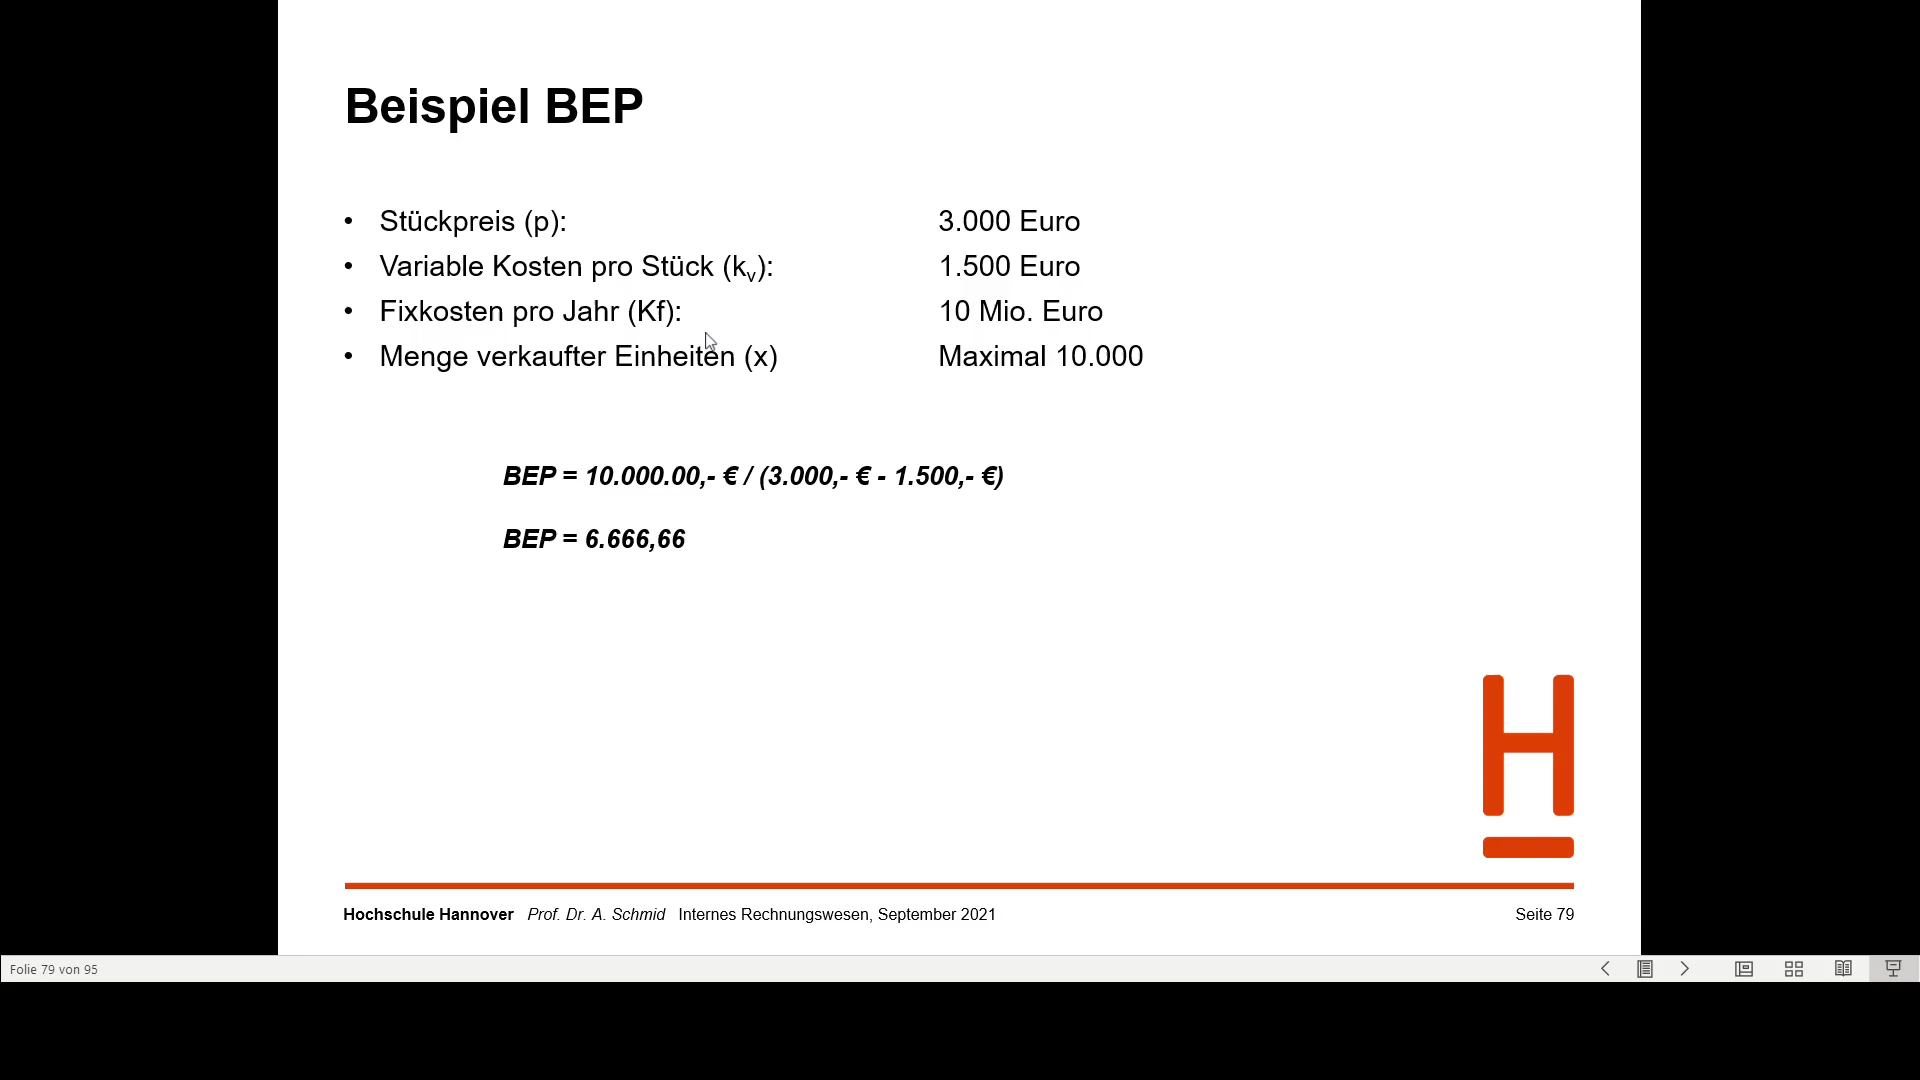 Beispiel BEP
• Stückpreis (p): 3.000 Euro
• Variable Kosten pro Stück (kv): 1.500 Euro
• Fixkosten pro Jahr (Kf): 10 Mio. Euro
• Menge verkaufter Einheiten (x) Maximal 10.000
BEP = 10.000.00,- € / (3.000,- € - 1.500,- €)
BEP = 6.666,66
H
Hochschule Hannover Prof. Dr. A. Schmid Internes Rechnungswesen, September 2021 Seite 79
Folie 79 von 95